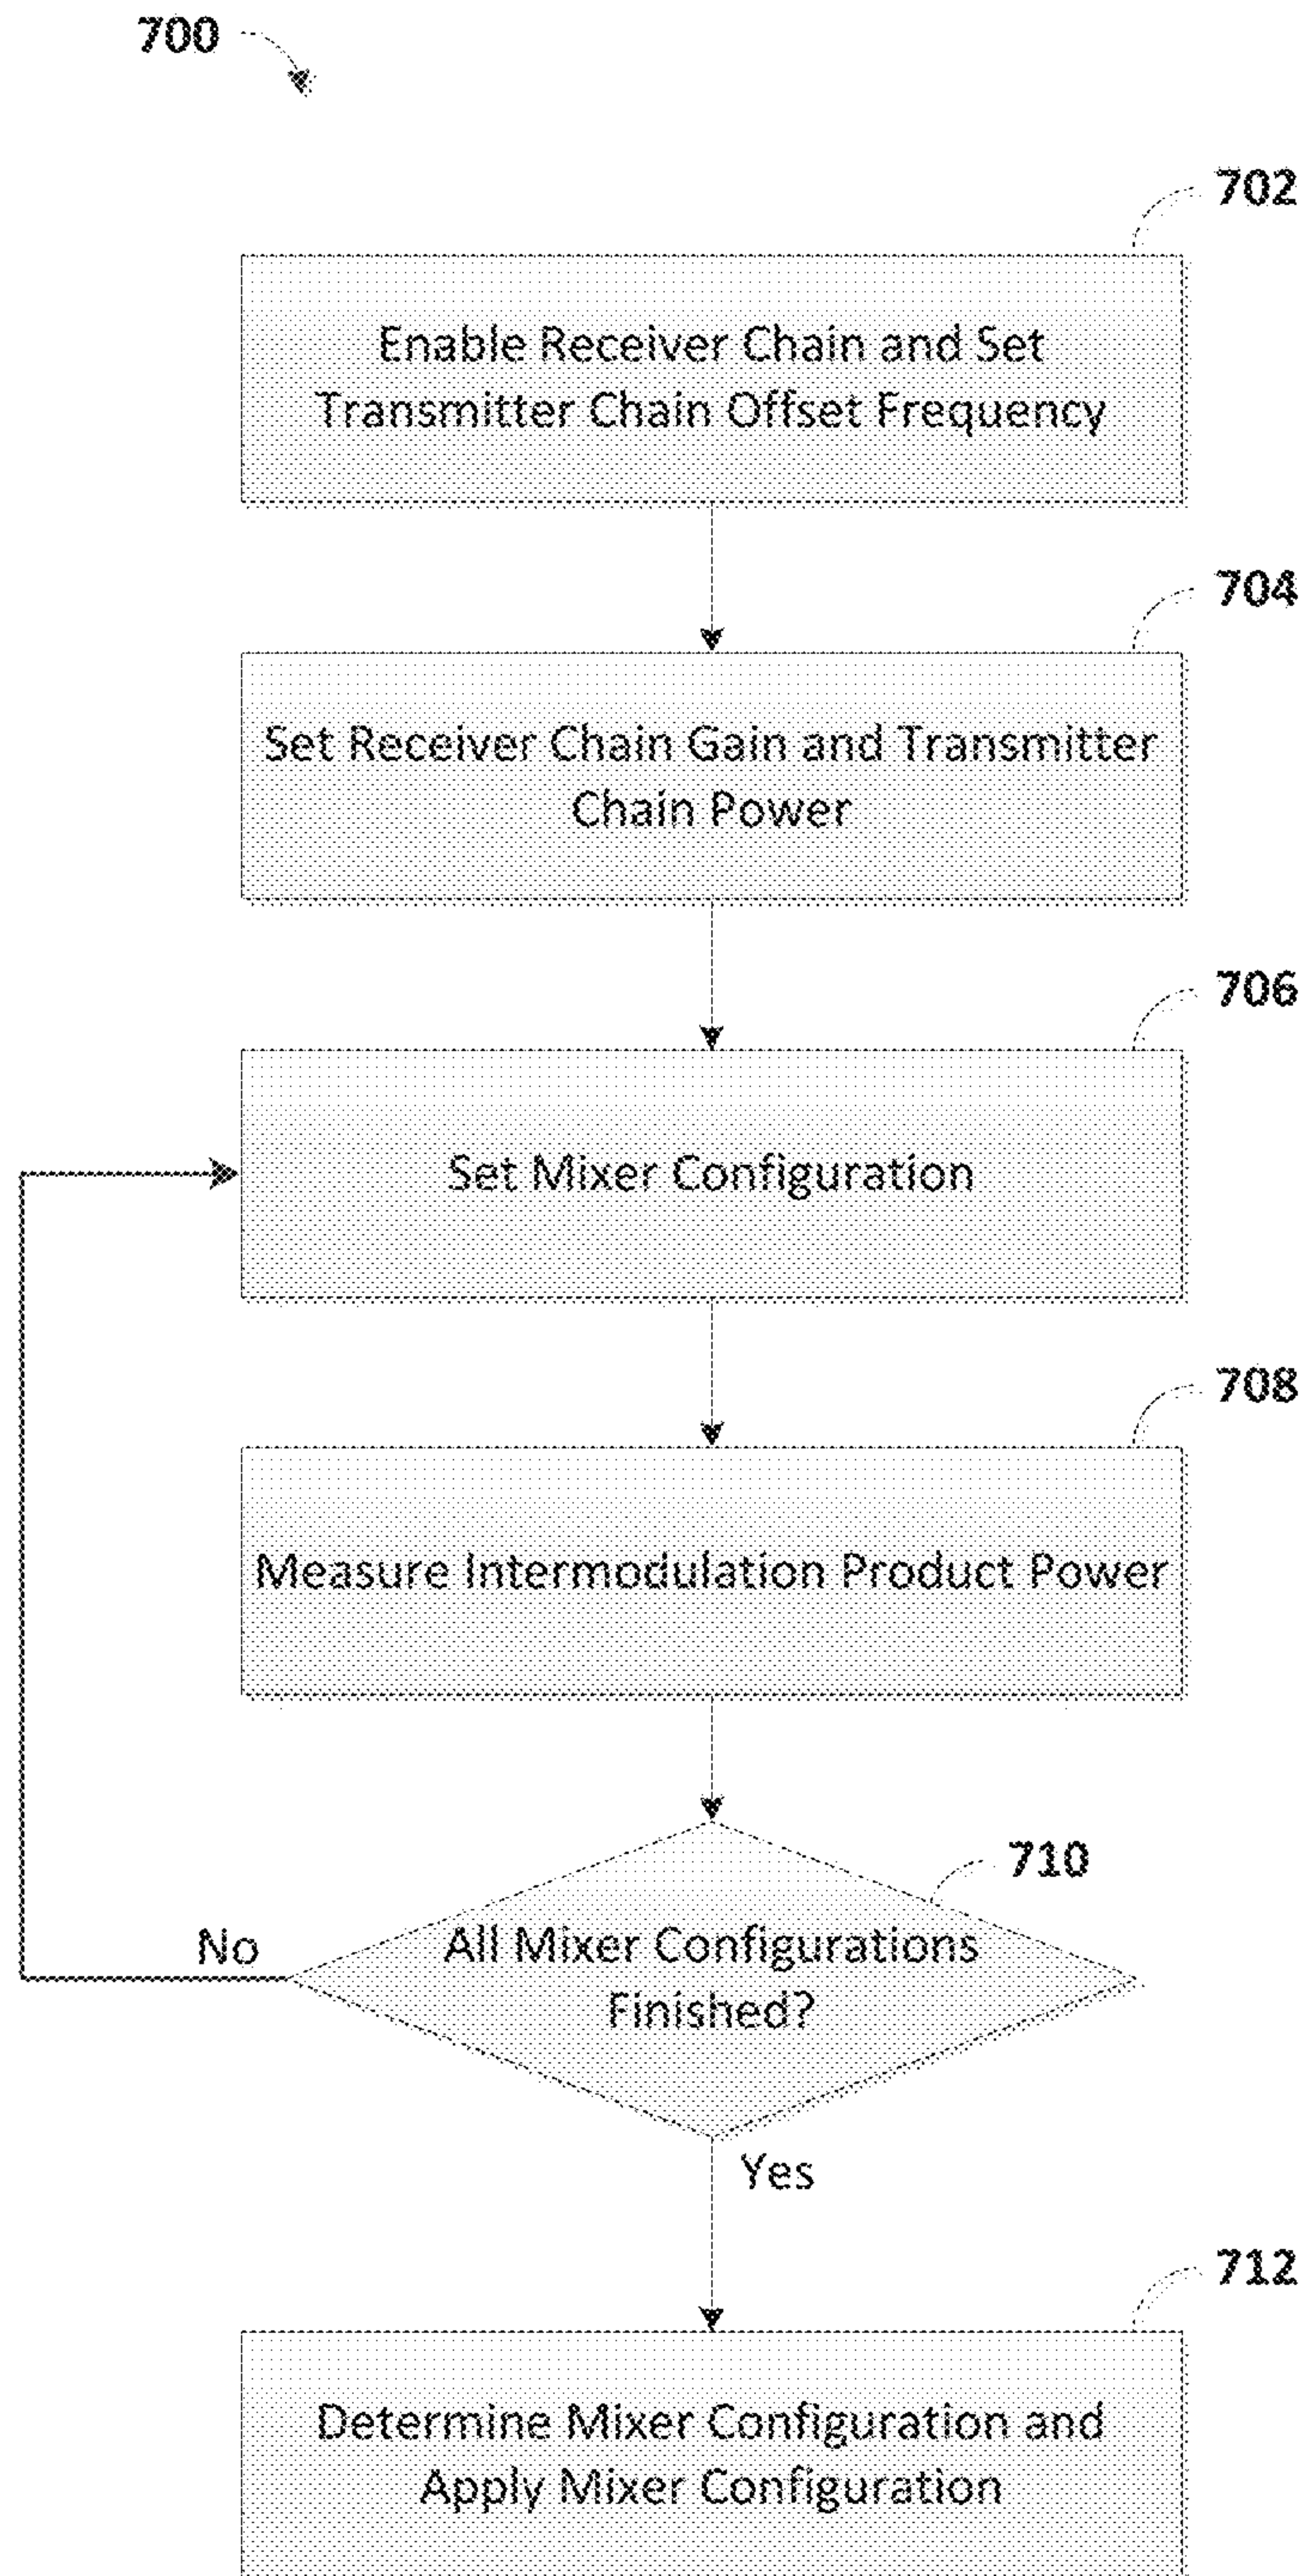 700
702
Enable Receiver Chain and Set
Transmitter Chain Offset Frequency
704
Set Receiver Chain Gain and Transmitter
Chain Power
706
Set Mixer Configuration
708
Measure Intermodulation Product Power
710
All Mixer Configurations
Finished?
No
Yes
712
Determine Mixer Configuration and
Apply Mixer Configuration